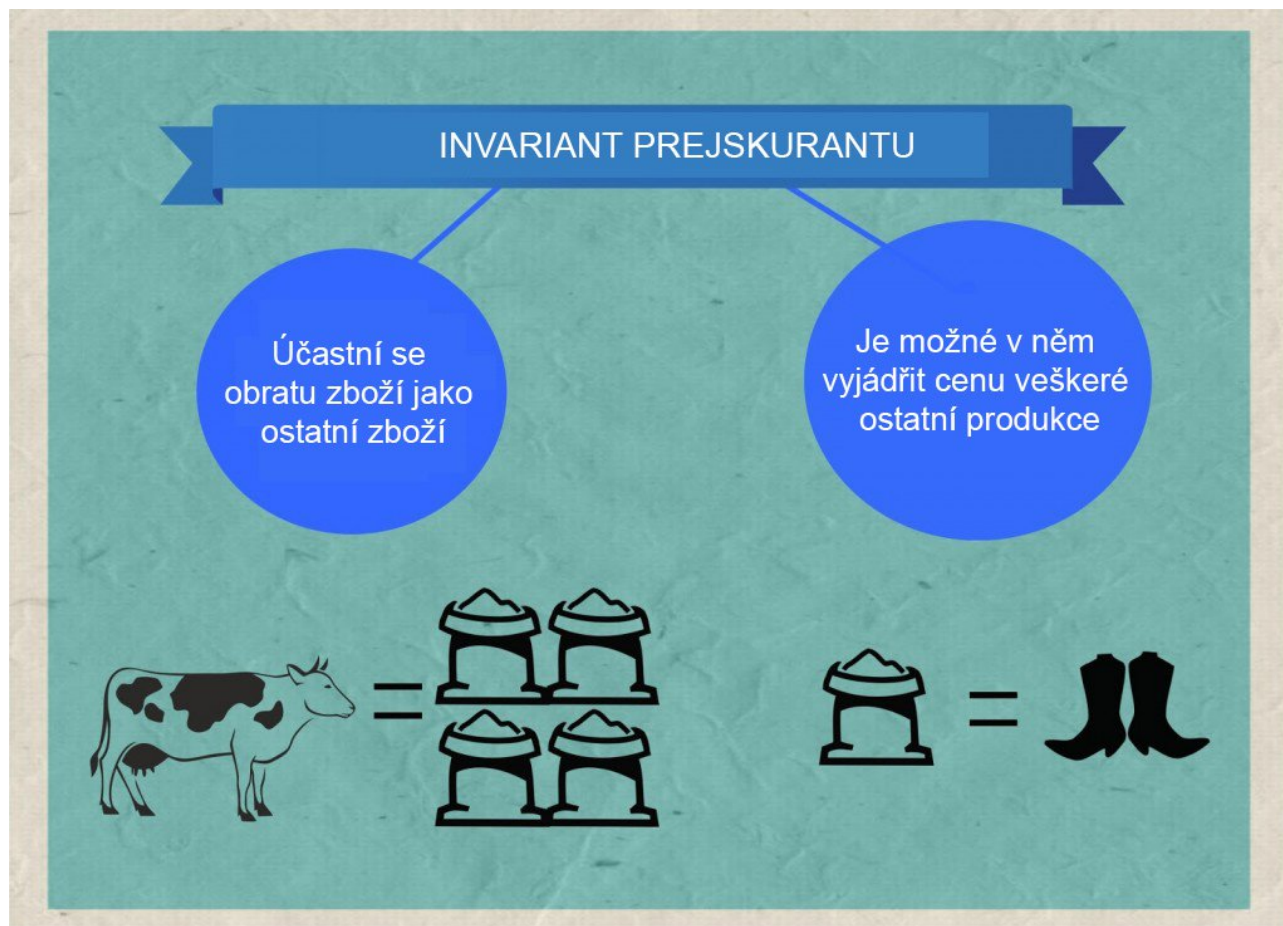 INVARIANT PREJSKURANTU
Účastní se
obratu zboží jako
ostatní zboží
Je možné v něm
vyjádřit cenu veškeré
ostatní produkce